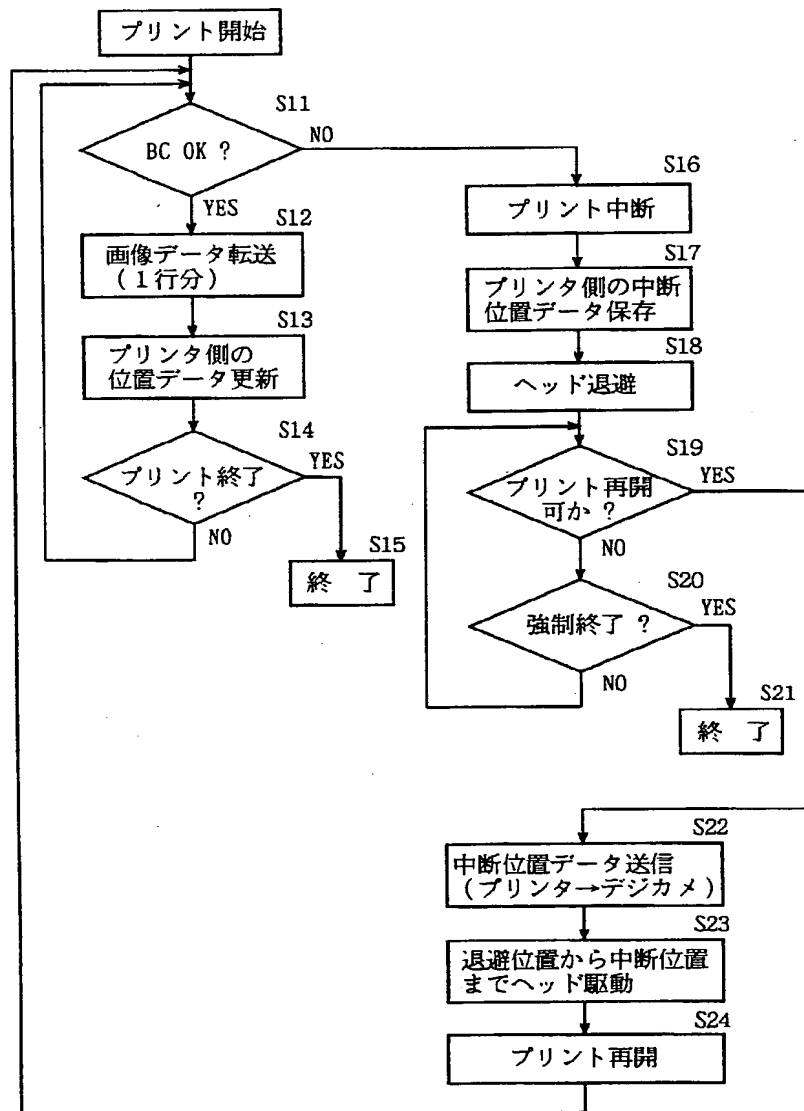 プリント開始
S11
BC OK ?
NO
YES
S12
画像データ転送
(1行分)
S13
プリンタ側の
位置データ更新
S14
プリント終了
?
YES
NO
S15
終 了
S16
プリント中断
S17
プリンタ側の中断
位置データ保存
S18
ヘッド退避
S19
プリント再開
可か ?
YES
NO
S20
強制終了 ?
YES
NO
S21
終 了
S22
中断位置データ送信
(プリンタ→デジカメ)
S23
退避位置から中断位置
までヘッド駆動
S24
プリント再開